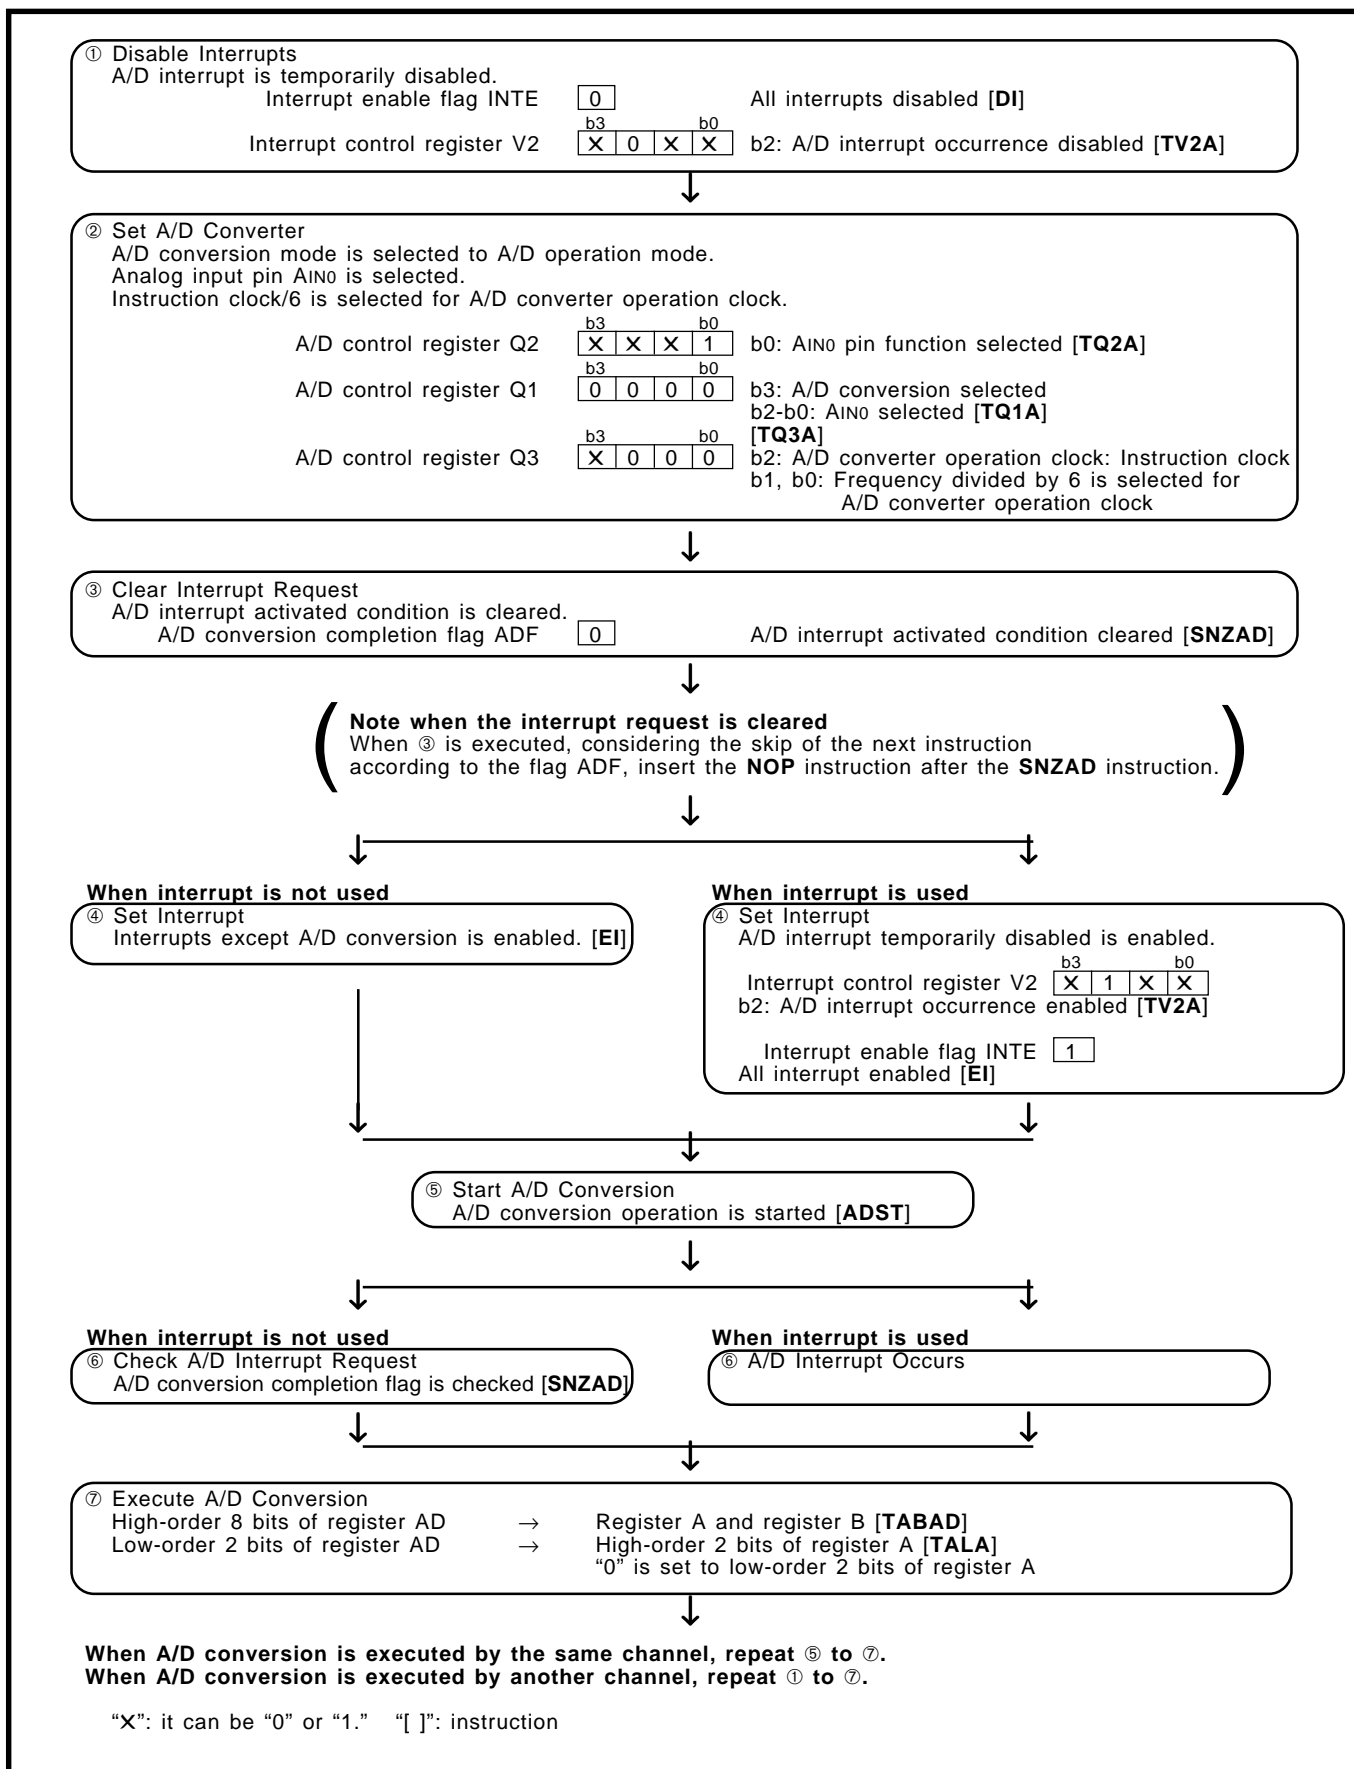 ① Disable Interrupts
A/D interrupt is temporarily disabled.
Interrupt enable flag INTE 0 All interrupts disabled [DI]
b3 b0
Interrupt control register V2 ✕ 0 ✕ ✕ b2: A/D interrupt occurrence disabled [TV2A]
↓
② Set A/D Converter
A/D conversion mode is selected to A/D operation mode.
Analog input pin AIN0 is selected.
Instruction clock/6 is selected for A/D converter operation clock.
b3 b0
A/D control register Q2 ✕ ✕ ✕ 1 b0: AIN0 pin function selected [TQ2A]
b3 b0
A/D control register Q1 0 0 0 0 b3: A/D conversion selected
b2-b0: AIN0 selected [TQ1A]
b3 b0 [TQ3A]
A/D control register Q3 ✕ 0 0 0 b2: A/D converter operation clock: Instruction clock
b1, b0: Frequency divided by 6 is selected for
A/D converter operation clock
↓
③ Clear Interrupt Request
A/D interrupt activated condition is cleared.
A/D conversion completion flag ADF 0 A/D interrupt activated condition cleared [SNZAD]
↓
Note when the interrupt request is cleared
When ③ is executed, considering the skip of the next instruction
according to the flag ADF, insert the NOP instruction after the SNZAD instruction.
↓
↓ ↓
When interrupt is not used
④ Set Interrupt
Interrupts except A/D conversion is enabled. [EI]
When interrupt is used
④ Set Interrupt
A/D interrupt temporarily disabled is enabled.
b3 b0
Interrupt control register V2 ✕ 1 ✕ ✕
b2: A/D interrupt occurrence enabled [TV2A]
Interrupt enable flag INTE 1
All interrupt enabled [EI]
↓ ↓
↓
⑤ Start A/D Conversion
A/D conversion operation is started [ADST]
↓
↓ ↓
When interrupt is not used
⑥ Check A/D Interrupt Request
A/D conversion completion flag is checked [SNZAD]
When interrupt is used
⑥ A/D Interrupt Occurs
↓ ↓
↓
⑦ Execute A/D Conversion
High-order 8 bits of register AD → Register A and register B [TABAD]
Low-order 2 bits of register AD → High-order 2 bits of register A [TALA]
“0” is set to low-order 2 bits of register A
↓
When A/D conversion is executed by the same channel, repeat ⑤ to ⑦.
When A/D conversion is executed by another channel, repeat ① to ⑦.
“✕”: it can be “0” or “1.” “[ ]”: instruction